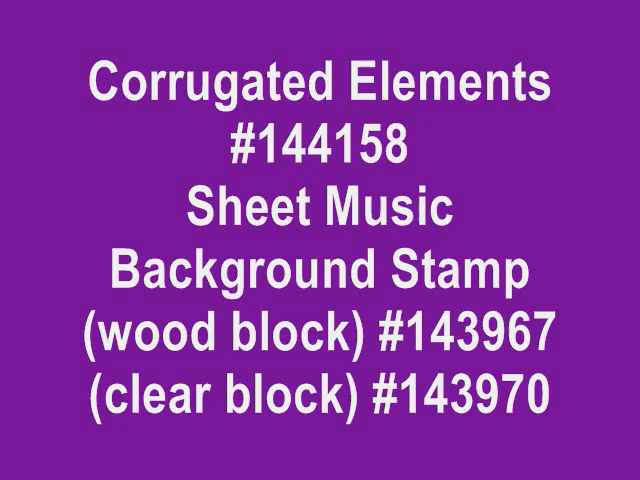 Corrugated Elements
#144158
Sheet Music
Background Stamp
(wood block) #143967
(clear block) #143970